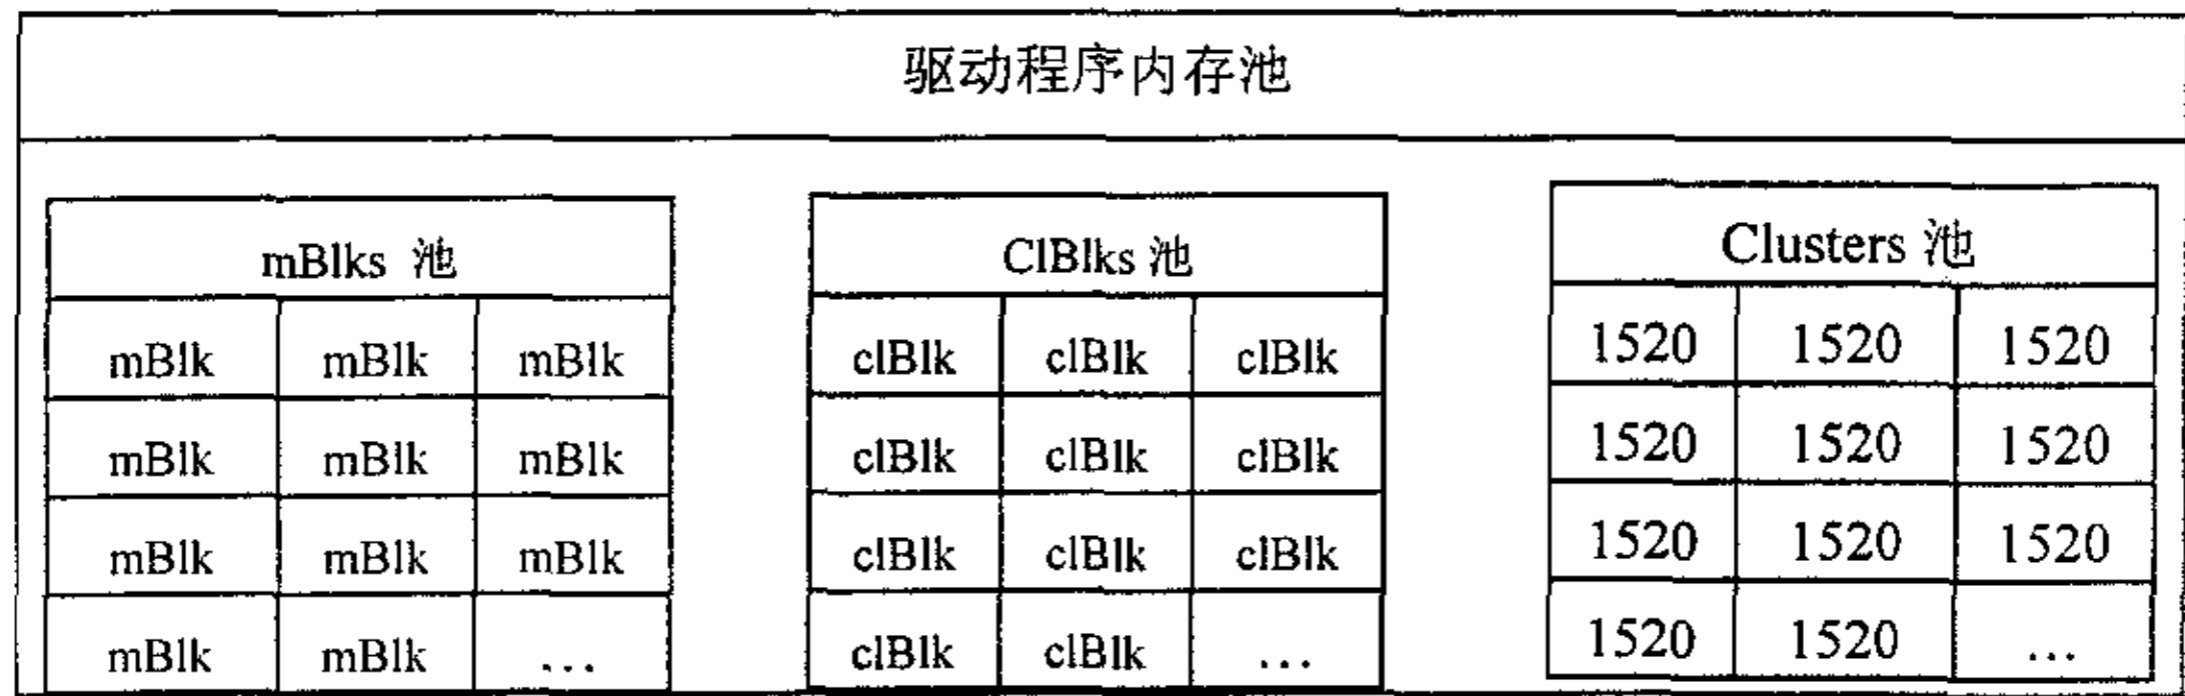 驱动程序内存池
mBlks 池
mBlk mBlk mBlk
mBlk mBlk mBlk
mBlk mBlk mBlk
mBlk mBlk ...
ClBlks 池
clBlk clBlk clBlk
clBlk clBlk clBlk
clBlk clBlk clBlk
clBlk clBlk ...
Clusters 池
1520 1520 1520
1520 1520 1520
1520 1520 1520
1520 1520 ...